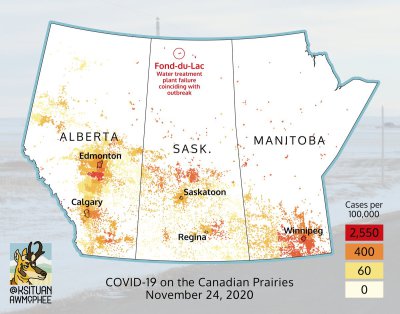 Fond-du-Lac
Water treatment
plant failure
coinciding with
outbreak
ALBERTA
SASK.
MANITOBA
Edmonton
Saskatoon
Calgary
Regina
Winnipeg
Cases per
100,000
2,550
400
60
0
@KSITUAN
AWMCPHEE
COVID-19 on the Canadian Prairies
November 24, 2020